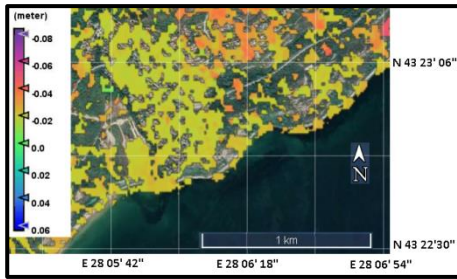 (meter)
0.08
0.06
0.04
0.02
0.0
0.02
0.04
0.06
N 43 23' 06"
N
1 km
N 43 22'30"
E 28 05' 42"
E 28 06' 18"
E 28 06' 54"